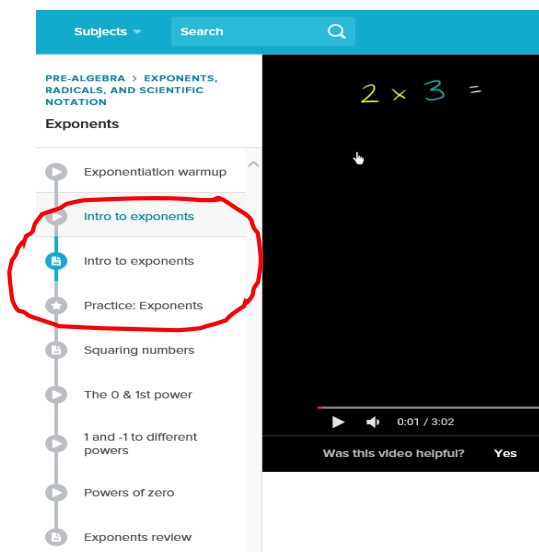 Subjects
Search
PRE-ALGEBRA > EXPONENTS,
RADICALS, AND SCIENTIFIC
NOTATION
Exponents
Exponentiation warmup
Intro to exponents
Intro to exponents
Practice: Exponents
Squaring numbers
The 0 & 1st power
1 and -1 to different
powers
Powers of zero
Exponents review
2 × 3 =
0:01 / 3:02
Was this video helpful? Yes